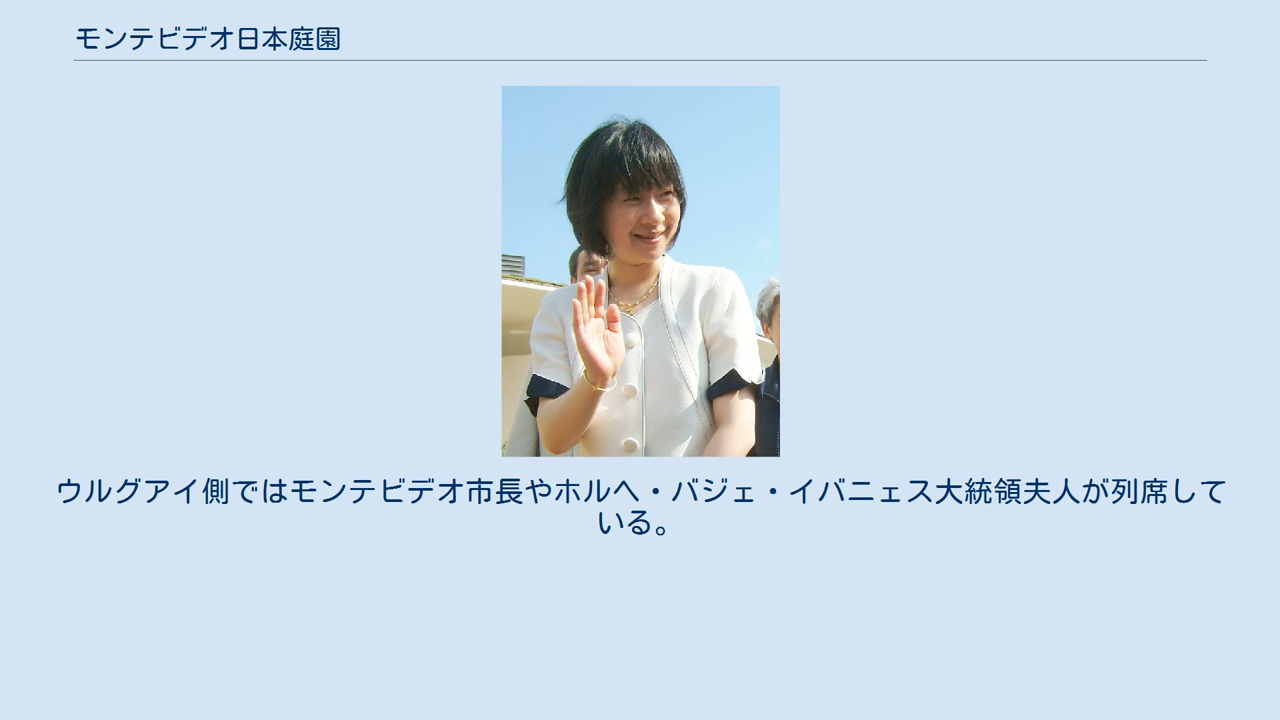 モンテビデオ日本庭園
ウルグアイ側ではモンテビデオ市長やホルヘ・バジェ・イバニェス大統領夫人が列席して
いる。